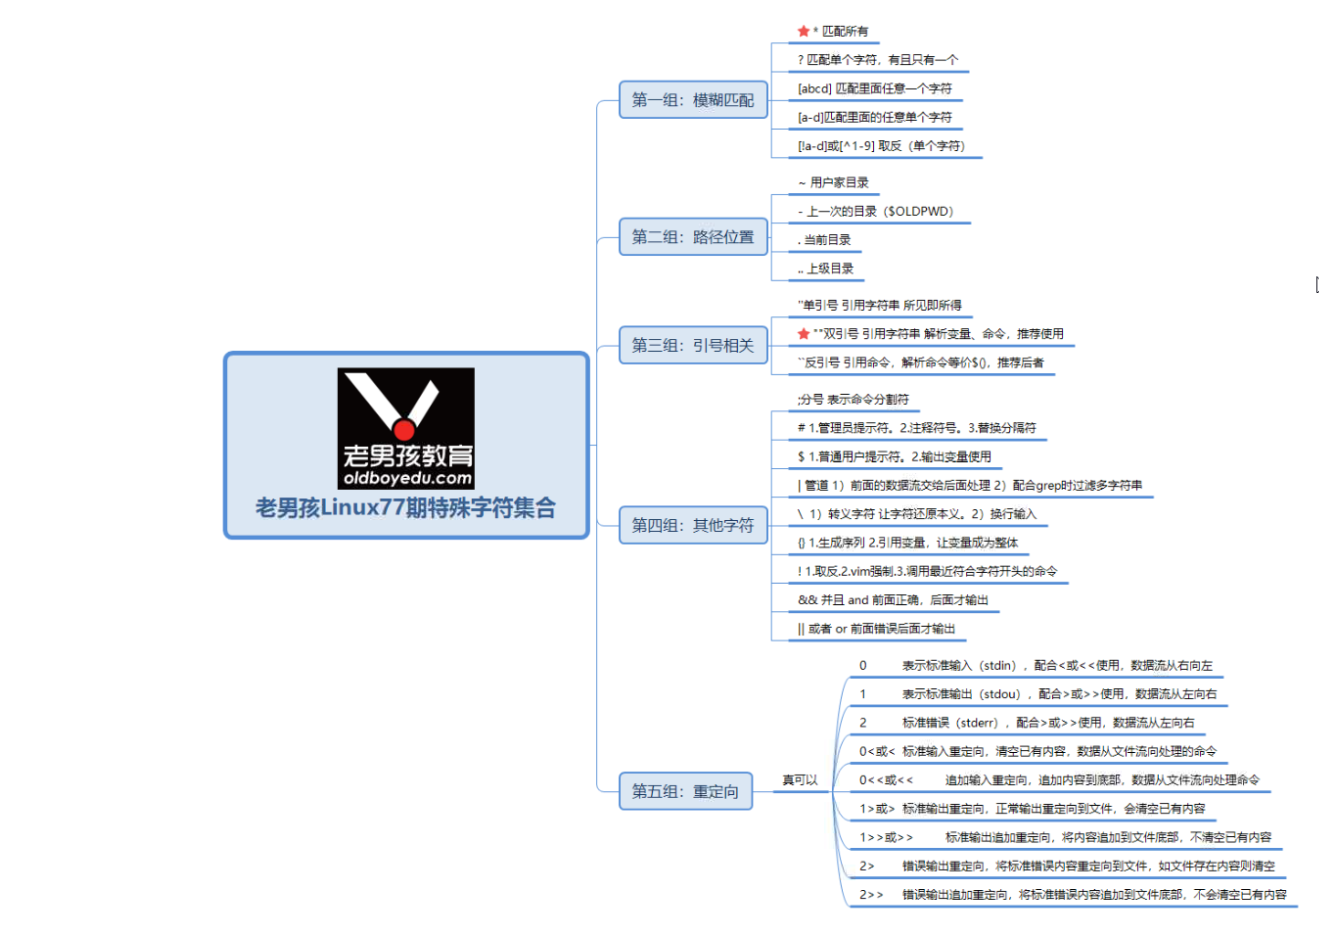 老男孩教育
oldboyedu.com
老男孩Linux77期特殊字符集合
第一组：模糊匹配
* 匹配所有
? 匹配单个字符，有且只有一个
[abcd] 匹配里面任意一个字符
[a-d]匹配里面的任意单个字符
[!a-d]或[^1-9] 取反（单个字符）
第二组：路径位置
~ 用户家目录
- 上一次的目录（$OLDPWD）
. 当前目录
.. 上级目录
第三组：引号相关
''单引号 引用字符串 所见即所得
""双引号 引用字符串 解析变量、命令，推荐使用
``反引号 引用命令，解析命令等价$()，推荐后者
第四组：其他字符
;分号 表示命令分割符
# 1.管理员提示符。2.注释符号。3.替换分隔符
$ 1.普通用户提示符。2.输出变量使用
| 管道 1）前面的数据流交给后面处理 2）配合grep时过滤多字符串
\ 1）转义字符 让字符还原本义。2）换行输入
{} 1.生成序列 2.引用变量，让变量成为整体
! 1.取反.2.vim强制.3.调用最近符合字符开头的命令
&& 并且 and 前面正确，后面才输出
|| 或者 or 前面错误后面才输出
第五组：重定向
真可以
0 表示标准输入（stdin），配合<或<<使用，数据流从右向左
1 表示标准输出（stdou），配合>或>>使用，数据流从左向右
2 标准错误（stderr），配合>或>>使用，数据流从左向右
0<或< 标准输入重定向，清空已有内容，数据从文件流向处理的命令
0<<或<< 追加输入重定向，追加内容到底部，数据从文件流向处理命令
1>或> 标准输出重定向，正常输出重定向到文件，会清空已有内容
1>>或>> 标准输出追加重定向，将内容追加到文件底部，不清空已有内容
2> 错误输出重定向，将标准错误内容重定向到文件，如文件存在内容则清空
2>> 错误输出追加重定向，将标准错误内容追加到文件底部，不会清空已有内容